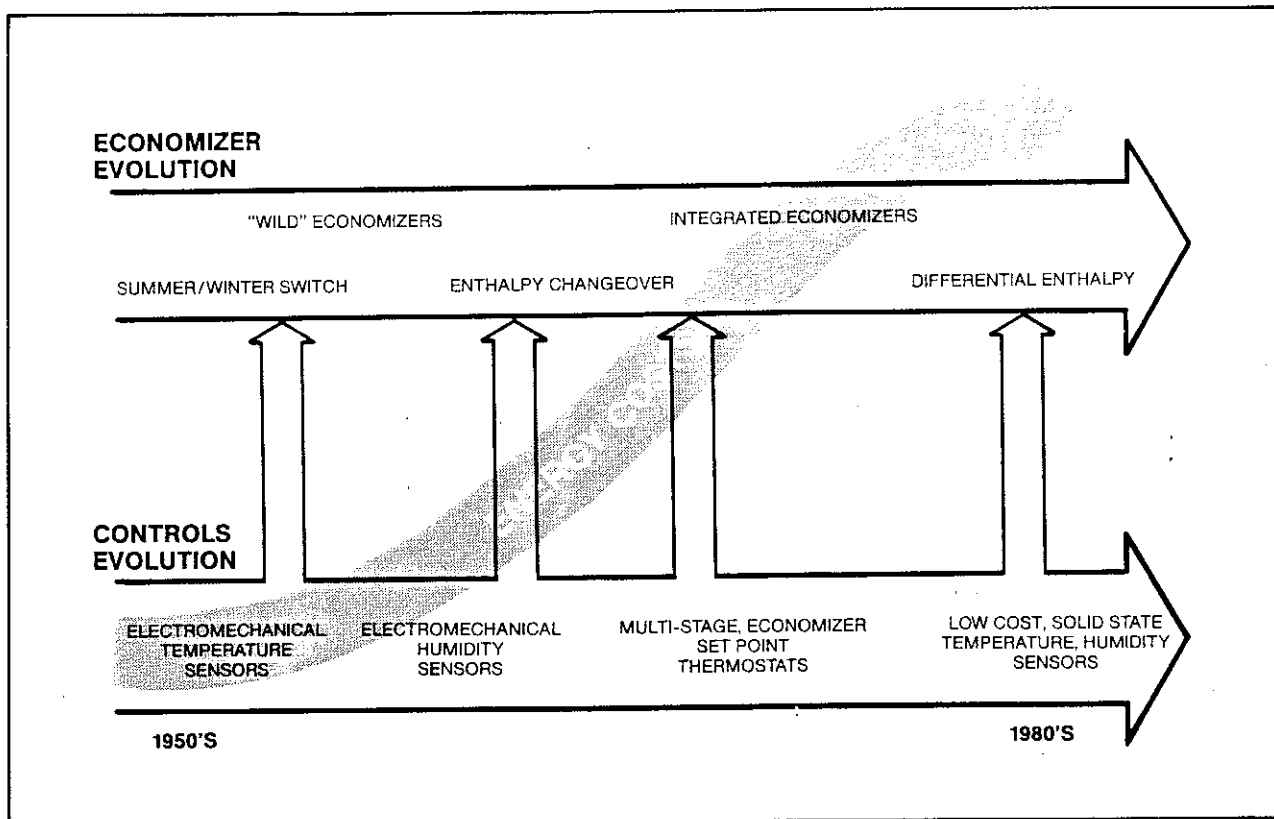 ECONOMIZER
EVOLUTION
"WILD" ECONOMIZERS
INTEGRATED ECONOMIZERS
SUMMER/WINTER SWITCH
ENTHALPY CHANGEOVER
DIFFERENTIAL ENTHALPY
ENERGY
CONTROLS
EVOLUTION
ELECTROMECHANICAL
TEMPERATURE
SENSORS
ELECTROMECHANICAL
HUMIDITY
SENSORS
MULTI-STAGE, ECONOMIZER
SET POINT
THERMOSTATS
LOW COST, SOLID STATE
TEMPERATURE, HUMIDITY
SENSORS
1950'S
1980'S